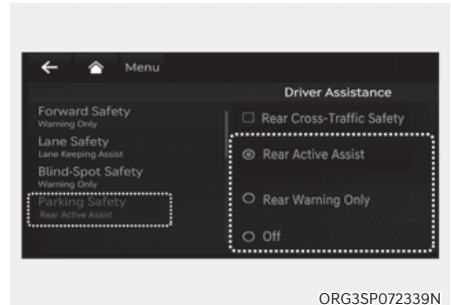 Menu
Driver Assistance
Forward Safety
Warning Only
Lane Safety
Lane Keeping Assist
Blind-Spot Safety
Warning Only
Parking Safety
Rear Active Assist
Rear Cross-Traffic Safety
Rear Active Assist
Rear Warning Only
Off
ORG3SP072339N